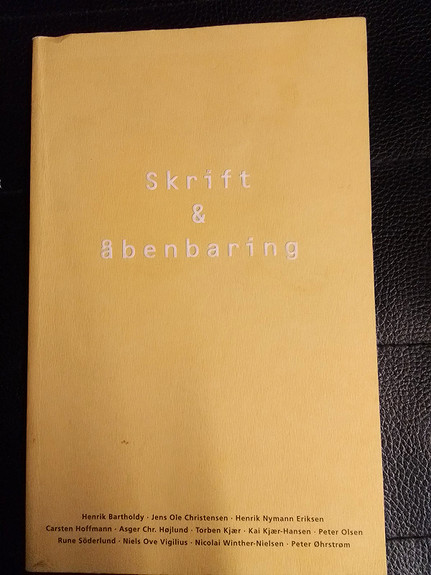 Skrift
&
åbenbaring
Henrik Bartholdy · Jens Ole Christensen · Henrik Nymann Eriksen
Carsten Hoffmann · Asger Chr. Højlund · Torben Kjær · Kai Kjær-Hansen · Peter Olsen
Rune Söderlund · Niels Ove Vigilius · Nicolai Winther-Nielsen · Peter Øhrstrøm